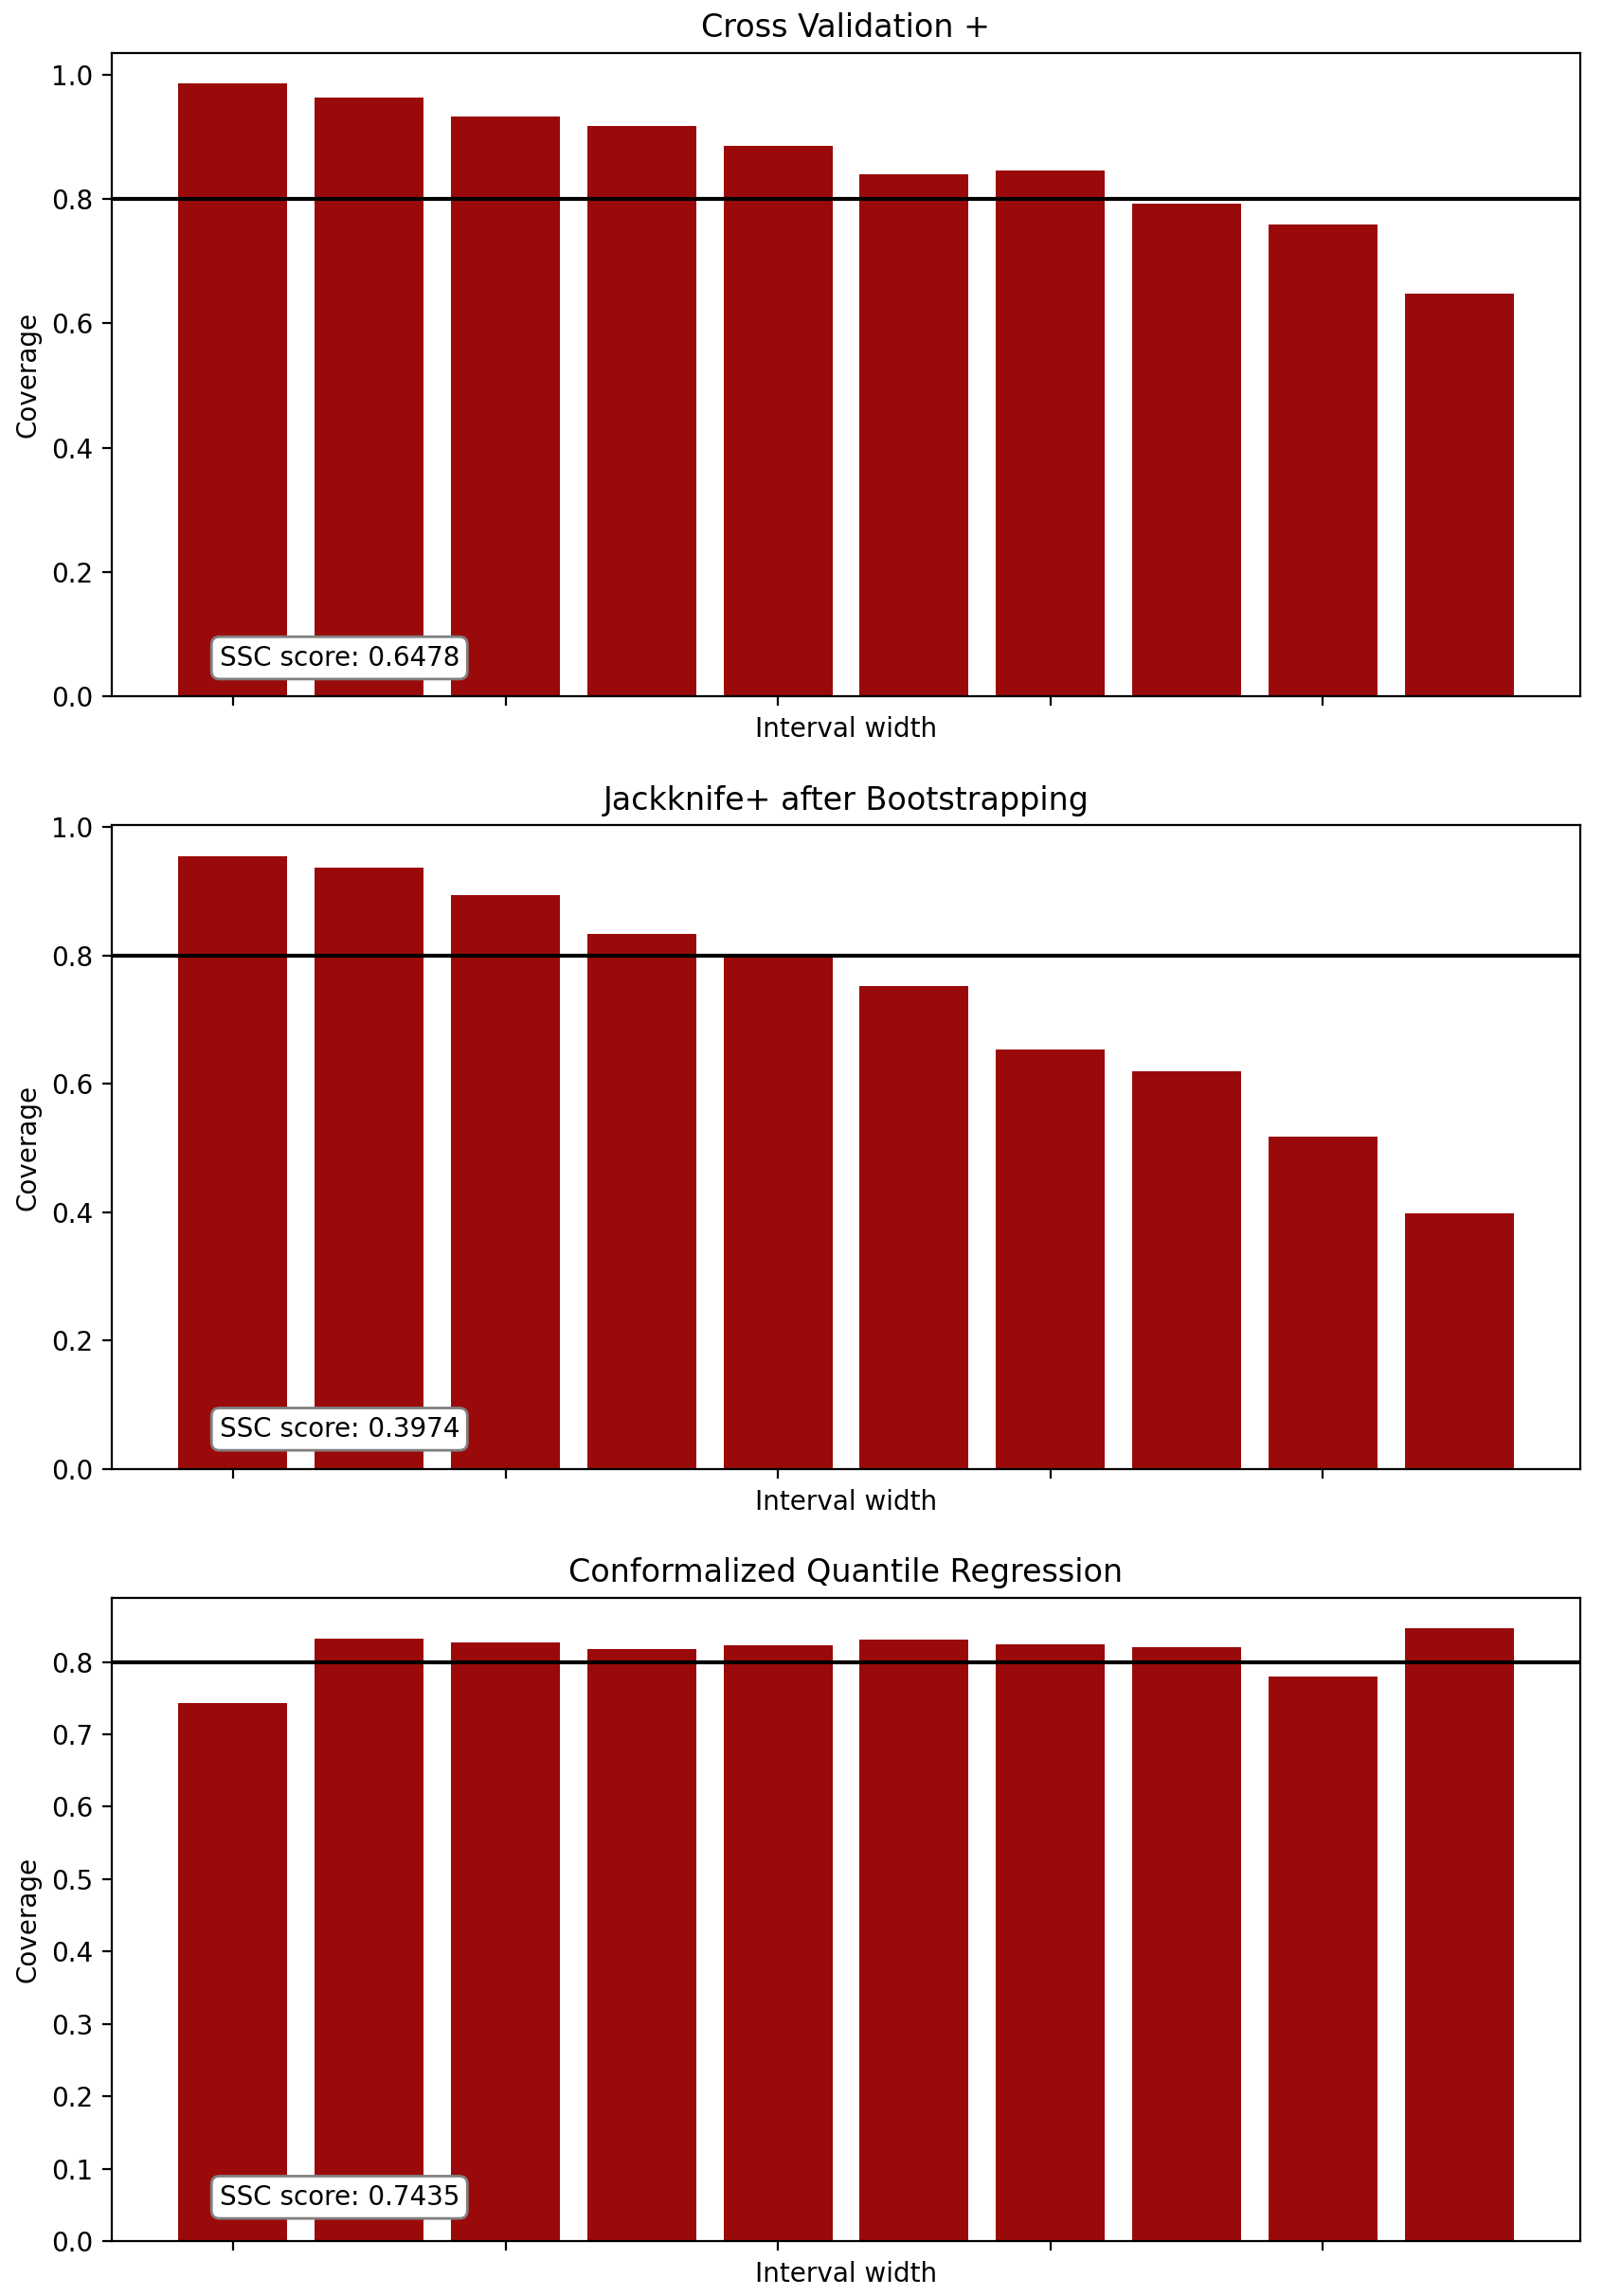 Cross Validation +
1.0
0.8
0.6
0.4
0.2
0.0
Coverage
SSC score: 0.6478
Interval width
Jackknife+ after Bootstrapping
1.0
0.8
0.6
0.4
0.2
0.0
Coverage
SSC score: 0.3974
Interval width
Conformalized Quantile Regression
0.8
0.7
0.6
0.5
0.4
0.3
0.2
0.1
0.0
Coverage
SSC score: 0.7435
Interval width